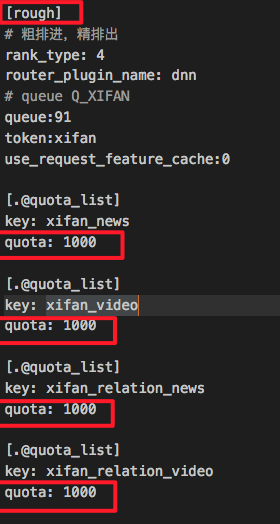 [rough]
# 粗排进，精排出
rank_type: 4
router_plugin_name: dnn
# queue Q_XIFAN
queue:91
token:xifan
use_request_feature_cache:0
[.@quota_list]
key: xifan_news
quota: 1000
[.@quota_list]
key: xifan_video
quota: 1000
[.@quota_list]
key: xifan_relation_news
quota: 1000
[.@quota_list]
key: xifan_relation_video
quota: 1000